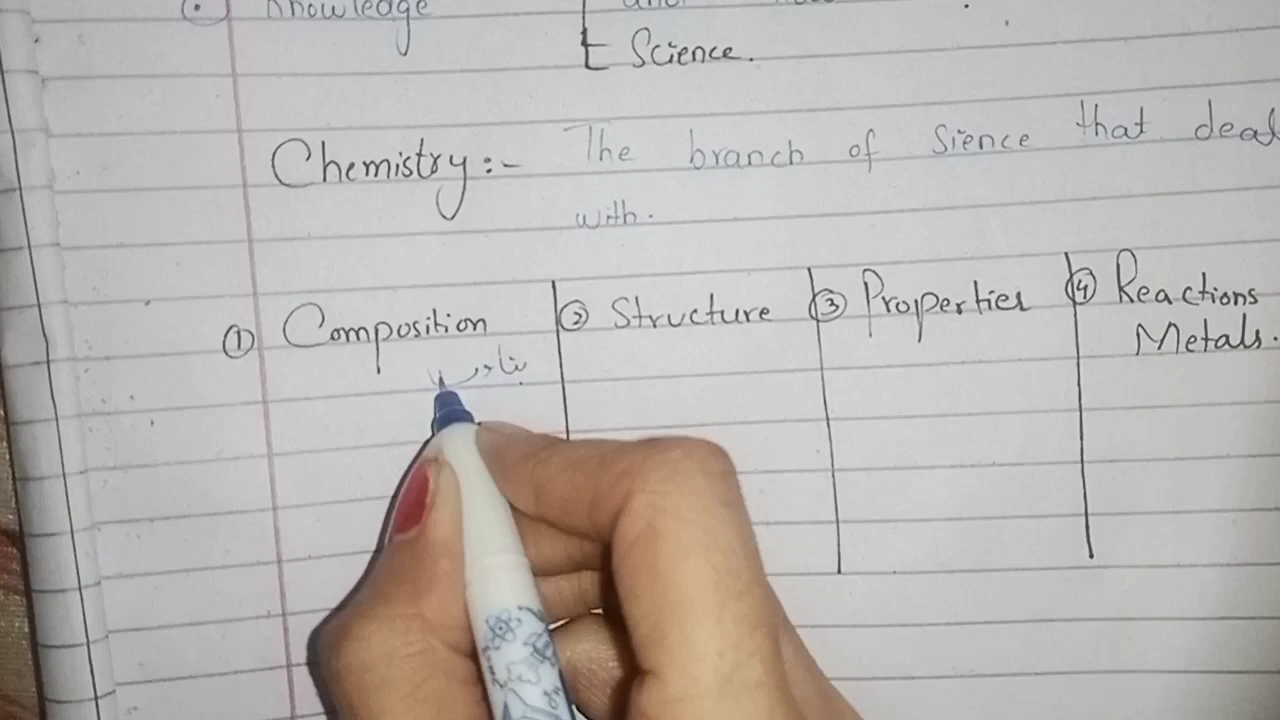 Knowledge
Science.
Chemistry:- The branch of Sience that deal
with.
① Composition ② Structure ③ Properties ④ Reactions
Metals.